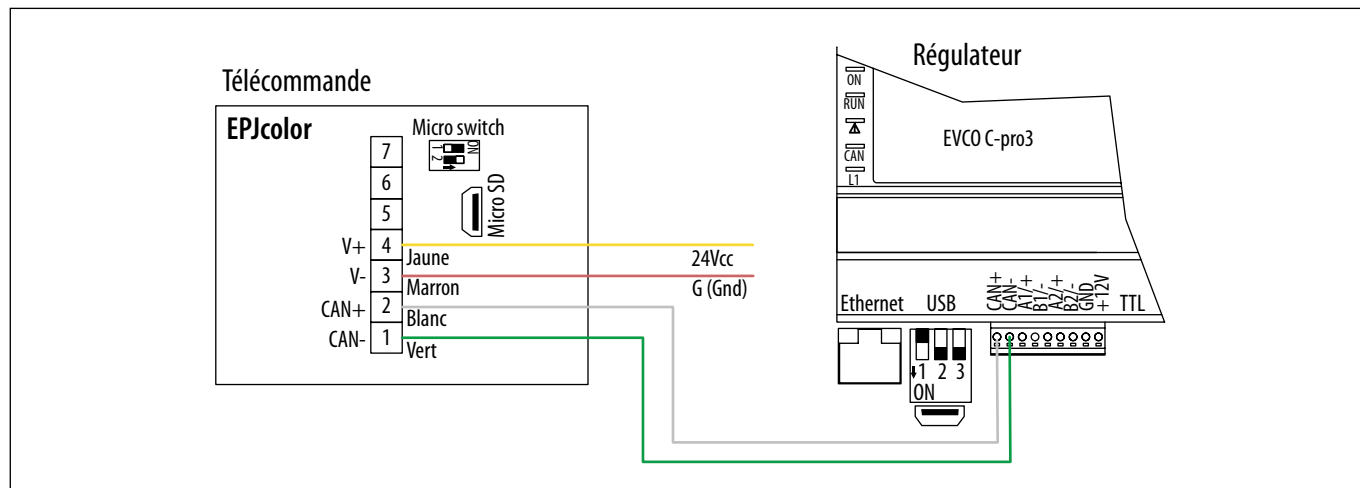 Télécommande
EPJcolor
Micro switch
ON
1
2
Micro SD
7
6
5
V+ 4 Jaune 24Vcc
V- 3 Marron G (Gnd)
CAN+ 2 Blanc
CAN- 1 Vert
Régulateur
ON
RUN
CAN
L1
EVCO C-pro3
Ethernet USB CAN+ CAN- A1/+ B1/- A2/+ B2/- GND +12V TTL
1 2 3
ON